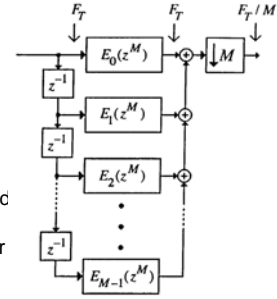 F_T F_T F_T / M
E_0(z^M) ↓M
z^{-1}
E_1(z^M)
z^{-1}
d
E_2(z^M)
r
z^{-1}
E_{M-1}(z^M)